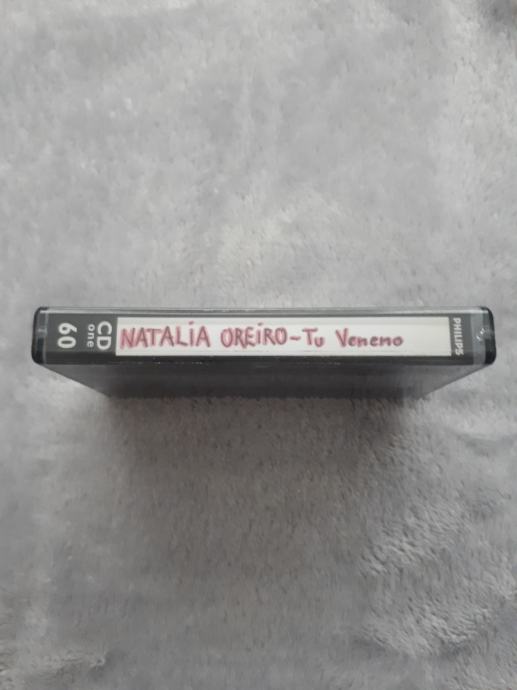 60
CD
one
NATALIA OREIRO-Tu Veneno
PHILIPS